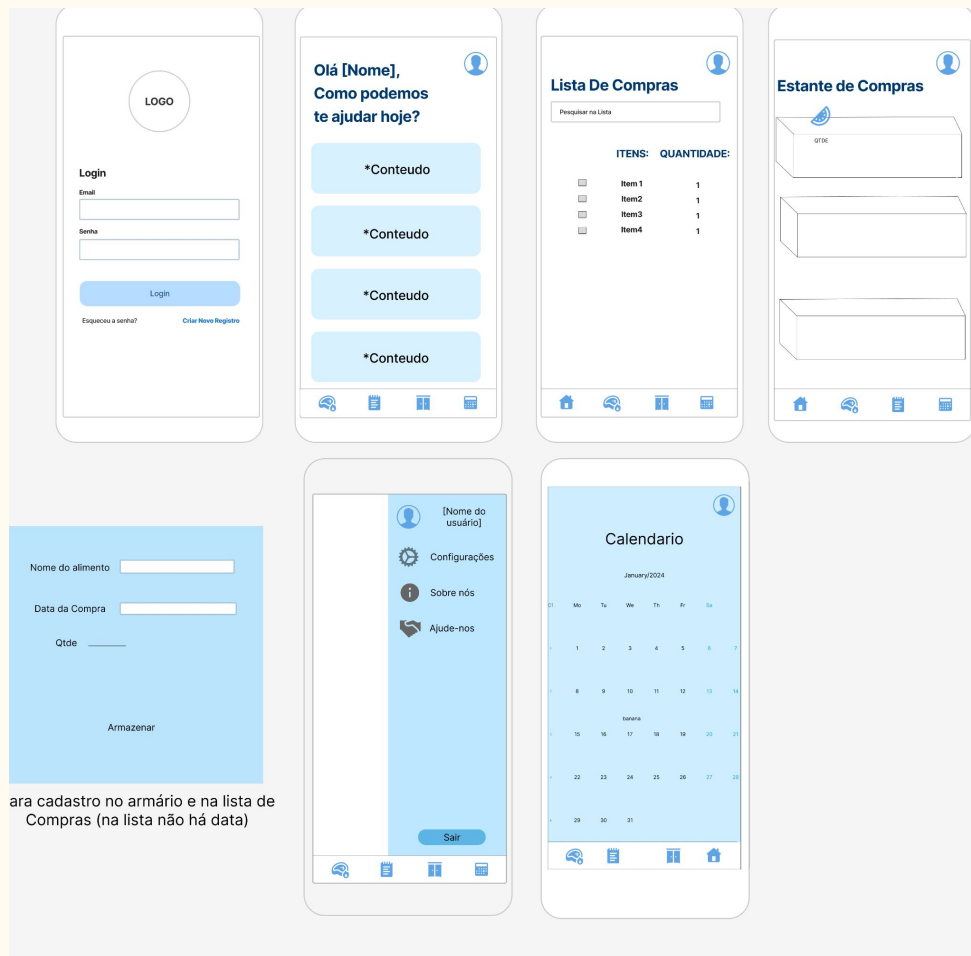 LOGO
Login
Email
Senha
Login
Esqueceu a senha? Criar Novo Registro
Olá [Nome],
Como podemos
te ajudar hoje?
*Conteudo
*Conteudo
*Conteudo
*Conteudo
Lista De Compras
Pesquisar na Lista
ITENS: QUANTIDADE:
Item 1 1
Item2 1
Item3 1
Item4 1
Estante de Compras
QTDE
Nome do alimento
Data da Compra
Qtde
Armazenar
ara cadastro no armário e na lista de
Compras (na lista não há data)
[Nome do
usuário]
Configurações
Sobre nós
Ajude-nos
Sair
Calendario
January/2024
01 Mo Tu We Th Fr Sa
1 2 3 4 5 6 7
8 9 10 11 12 13 14
banana
15 16 17 18 19 20 21
22 23 24 25 26 27 28
29 30 31